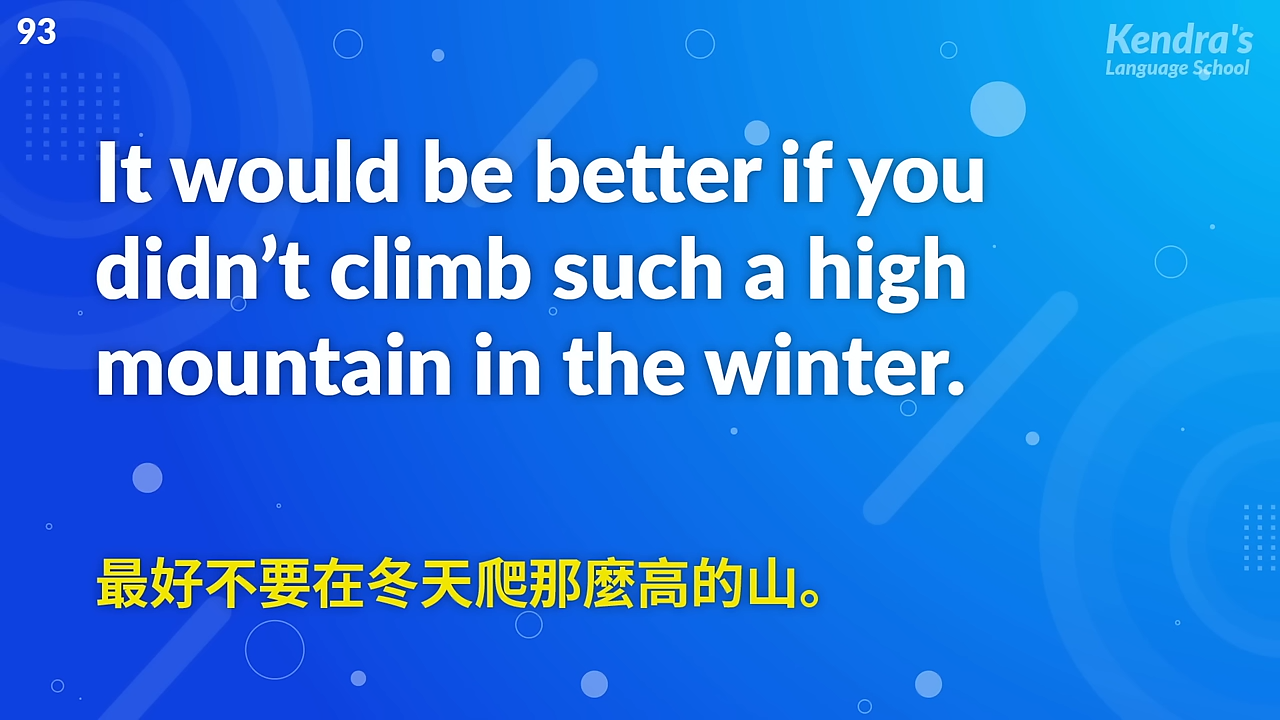 93
Kendra's
Language School
It would be better if you
didn’t climb such a high
mountain in the winter.
最好不要在冬天爬那麼高的山。